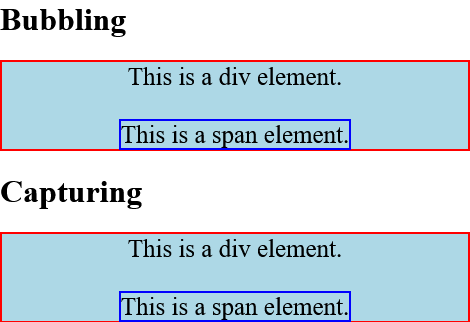 Bubbling
This is a div element.
This is a span element.
Capturing
This is a div element.
This is a span element.